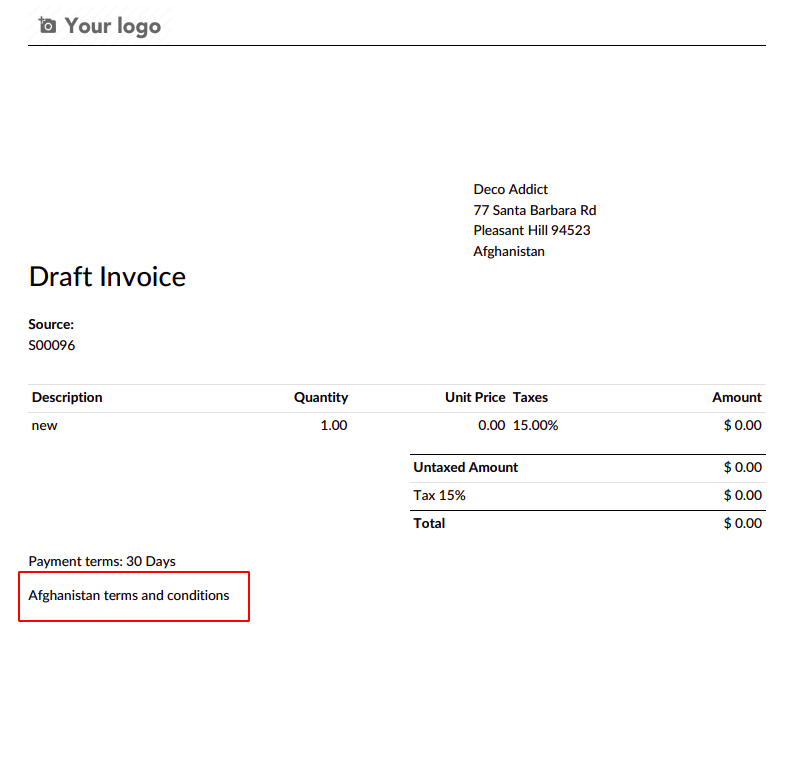 Your logo
Deco Addict
77 Santa Barbara Rd
Pleasant Hill 94523
Afghanistan
Draft Invoice
Source:
S00096
Description Quantity Unit Price Taxes Amount
new 1.00 0.00 15.00% $ 0.00
Untaxed Amount $ 0.00
Tax 15% $ 0.00
Total $ 0.00
Payment terms: 30 Days
Afghanistan terms and conditions